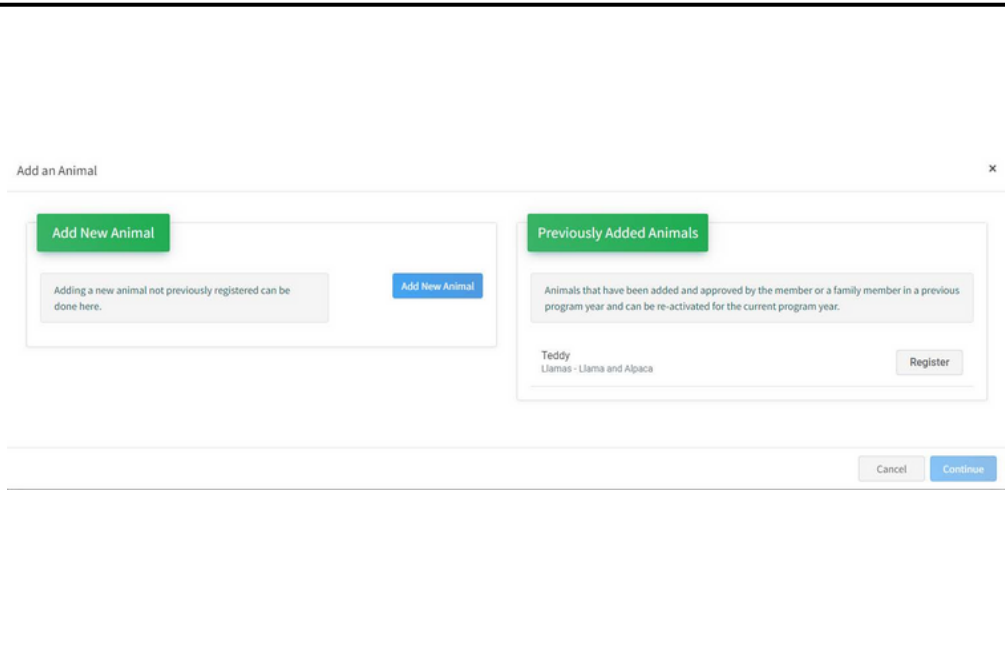 Add an Animal
×
Add New Animal
Adding a new animal not previously registered can be
done here.
Add New Animal
Previously Added Animals
Animals that have been added and approved by the member or a family member in a previous
program year and can be re-activated for the current program year.
Teddy
Llamas - Llama and Alpaca
Register
Cancel
Continue